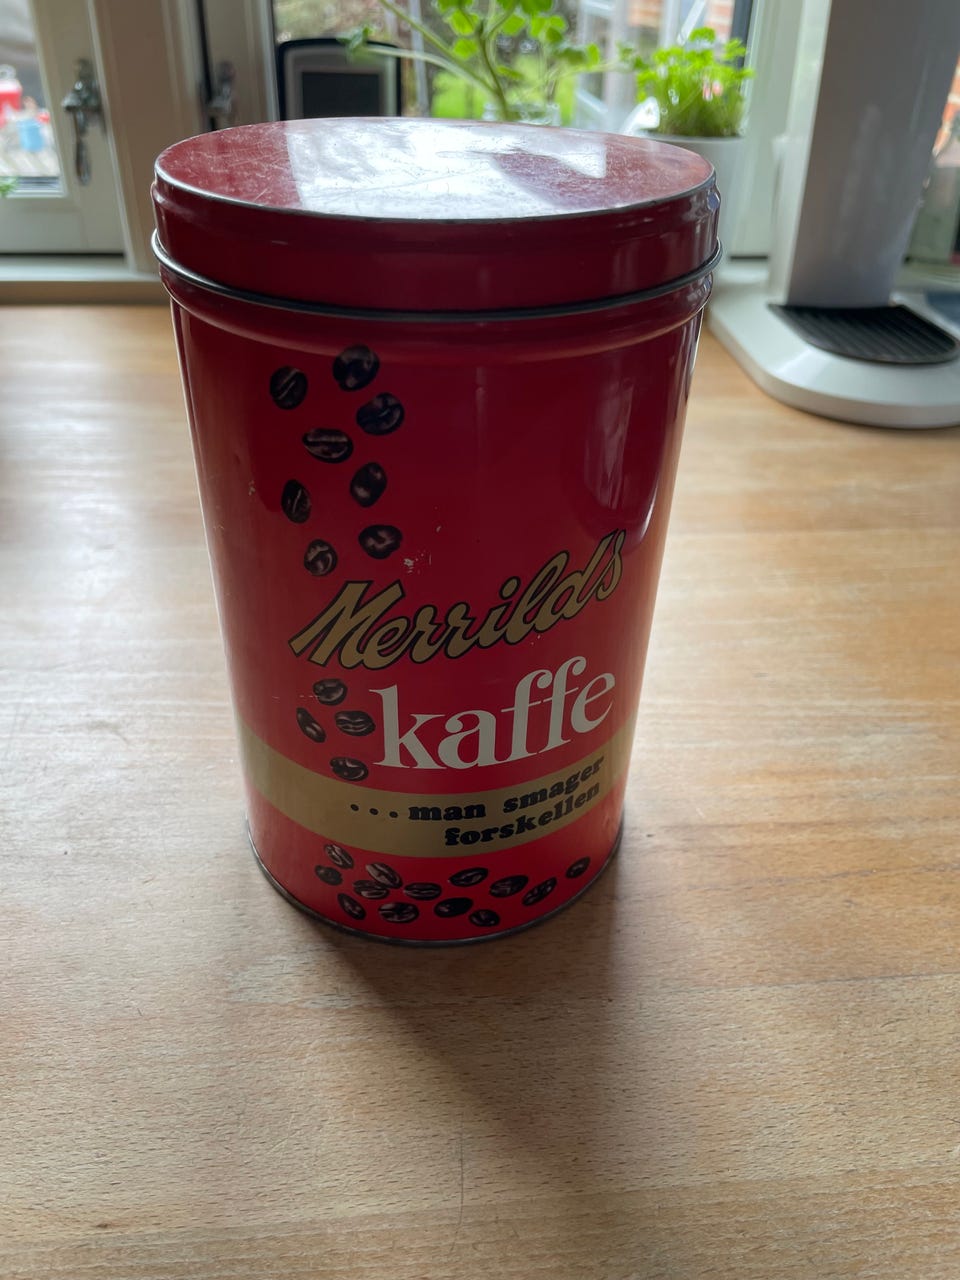 Merrild's
kaffe
...man smager
forskellen